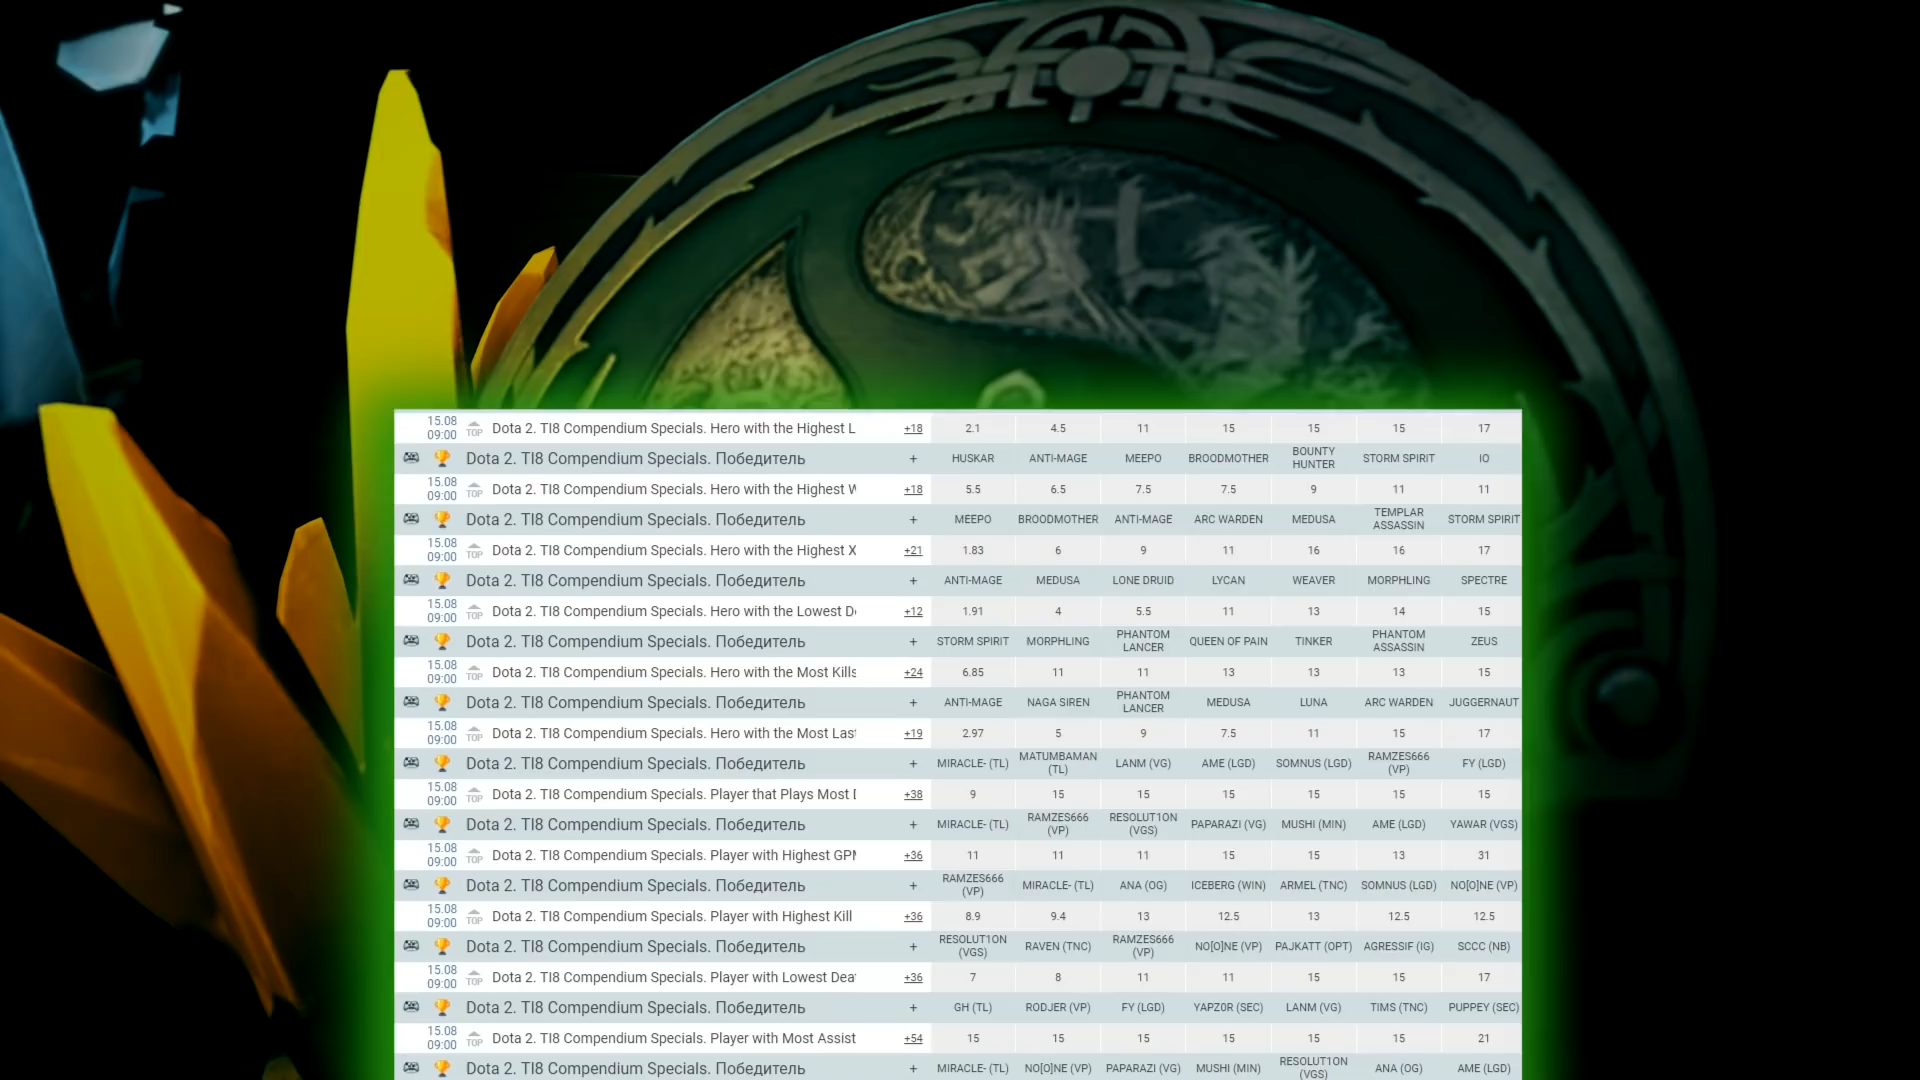 15.08 09:00 TOP Dota 2. TI8 Compendium Specials. Hero with the Highest L +18 2.1 4.5 11 15 15 15 17
Dota 2. TI8 Compendium Specials. Победитель + HUSKAR ANTI-MAGE MEEPO BROODMOTHER BOUNTY HUNTER STORM SPIRIT IO
15.08 09:00 TOP Dota 2. TI8 Compendium Specials. Hero with the Highest W +18 5.5 6.5 7.5 7.5 9 11 11
Dota 2. TI8 Compendium Specials. Победитель + MEEPO BROODMOTHER ANTI-MAGE ARC WARDEN MEDUSA TEMPLAR ASSASSIN STORM SPIRIT
15.08 09:00 TOP Dota 2. TI8 Compendium Specials. Hero with the Highest X +21 1.83 6 9 11 16 16 17
Dota 2. TI8 Compendium Specials. Победитель + ANTI-MAGE MEDUSA LONE DRUID LYCAN WEAVER MORPHLING SPECTRE
15.08 09:00 TOP Dota 2. TI8 Compendium Specials. Hero with the Lowest D +12 1.91 4 5.5 11 13 14 15
Dota 2. TI8 Compendium Specials. Победитель + STORM SPIRIT MORPHLING PHANTOM LANCER QUEEN OF PAIN TINKER PHANTOM ASSASSIN ZEUS
15.08 09:00 TOP Dota 2. TI8 Compendium Specials. Hero with the Most Kills +24 6.85 11 11 13 13 13 15
Dota 2. TI8 Compendium Specials. Победитель + ANTI-MAGE NAGA SIREN PHANTOM LANCER MEDUSA LUNA ARC WARDEN JUGGERNAUT
15.08 09:00 TOP Dota 2. TI8 Compendium Specials. Hero with the Most Las +19 2.97 5 9 7.5 11 15 17
Dota 2. TI8 Compendium Specials. Победитель + MIRACLE- (TL) MATUMBAMAN (TL) LANM (VG) AME (LGD) SOMNUS (LGD) RAMZES666 (VP) FY (LGD)
15.08 09:00 TOP Dota 2. TI8 Compendium Specials. Player that Plays Most +38 9 15 15 15 15 15 15
Dota 2. TI8 Compendium Specials. Победитель + MIRACLE- (TL) RAMZES666 (VP) RESOLUT1ON (VGS) PAPARAZI (VG) MUSHI (MIN) AME (LGD) YAWAR (VGS)
15.08 09:00 TOP Dota 2. TI8 Compendium Specials. Player with Highest GPM +36 11 11 11 15 15 13 31
Dota 2. TI8 Compendium Specials. Победитель + RAMZES666 (VP) MIRACLE- (TL) ANA (OG) ICEBERG (WIN) ARMEL (TNC) SOMNUS (LGD) NO[O]NE (VP)
15.08 09:00 TOP Dota 2. TI8 Compendium Specials. Player with Highest Kill +36 8.9 9.4 13 12.5 13 12.5 12.5
Dota 2. TI8 Compendium Specials. Победитель + RESOLUT1ON (VGS) RAVEN (TNC) RAMZES666 (VP) NO[O]NE (VP) PAJKATT (OPT) AGRESSIF (IG) SCCC (NB)
15.08 09:00 TOP Dota 2. TI8 Compendium Specials. Player with Lowest Dea +36 7 8 11 11 15 15 17
Dota 2. TI8 Compendium Specials. Победитель + GH (TL) RODJER (VP) FY (LGD) YAPZ0R (SEC) LANM (VG) TIMS (TNC) PUPPEY (SEC)
15.08 09:00 TOP Dota 2. TI8 Compendium Specials. Player with Most Assist +54 15 15 15 15 15 15 21
Dota 2. TI8 Compendium Specials. Победитель + MIRACLE- (TL) NO[O]NE (VP) PAPARAZI (VG) MUSHI (MIN) RESOLUT1ON (VGS) ANA (OG) AME (LGD)